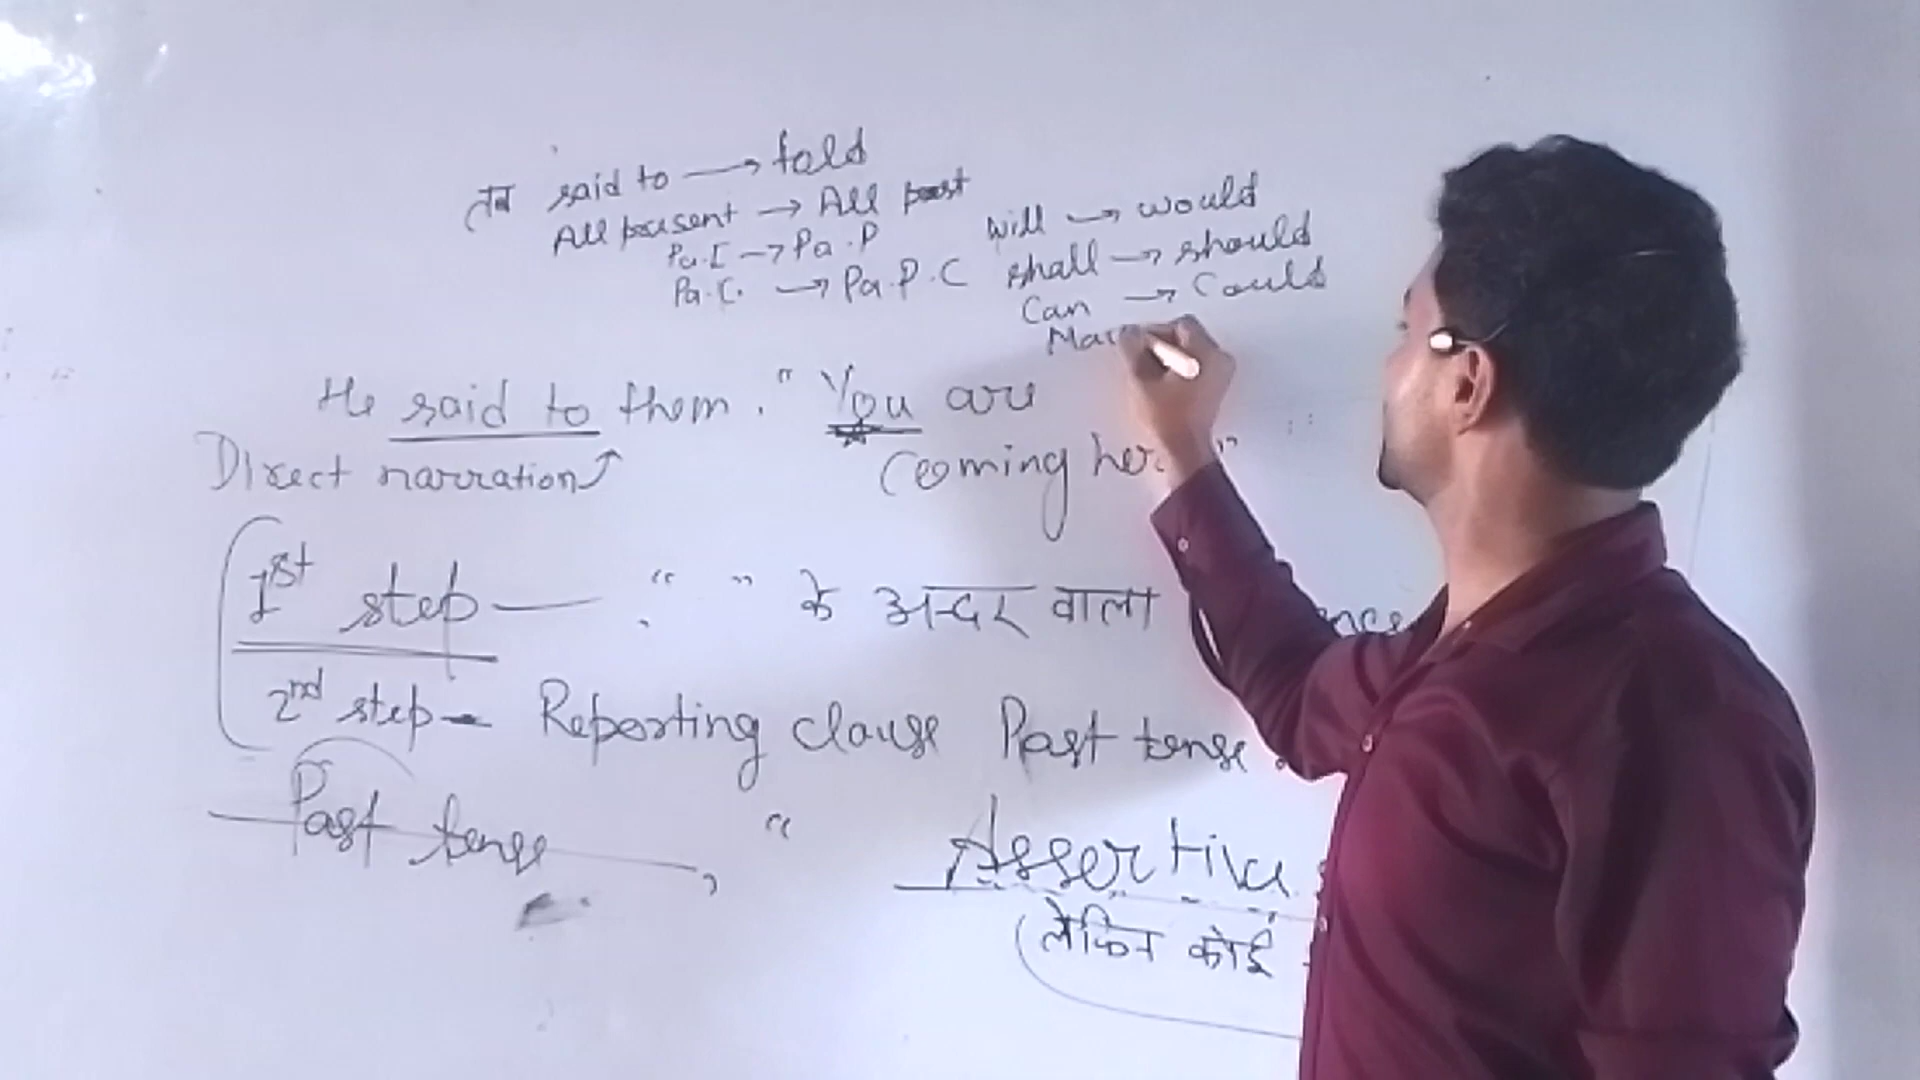 तब said to → told
All present → All past
Pa.I → Pa.P
Pa.C. → Pa.P.C
will → would
shall → should
Can → Could
He said to them. " You are
coming her "
Direct narration
1st step — . " " के अन्दर वाला
2nd step - Reporting clause Past tense.
Past tense , " Assertive
(लेकिन कोई